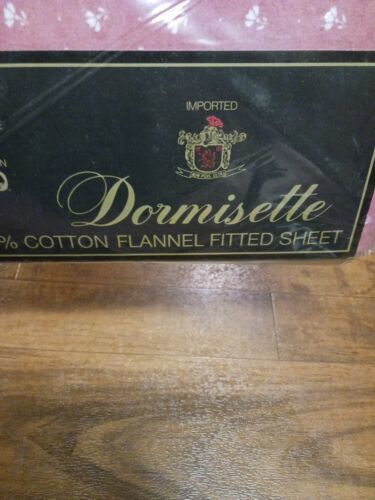 IMPORTED
Dormisette
% COTTON FLANNEL FITTED SHEET